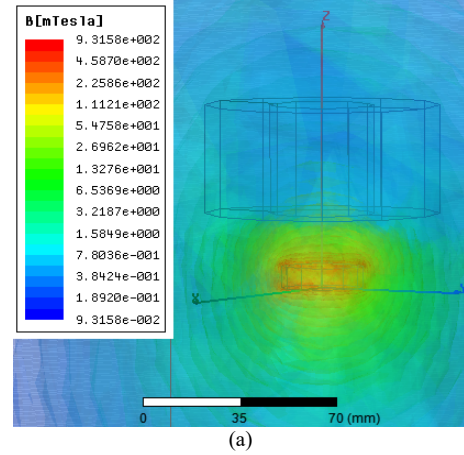 B[mTesla]
9.3158e+002
4.5870e+002
2.2586e+002
1.1121e+002
5.4758e+001
2.6962e+001
1.3276e+001
6.5369e+000
3.2187e+000
1.5849e+000
7.8036e-001
3.8424e-001
1.8920e-001
9.3158e-002
Z
0 35 70 (mm)
(a)